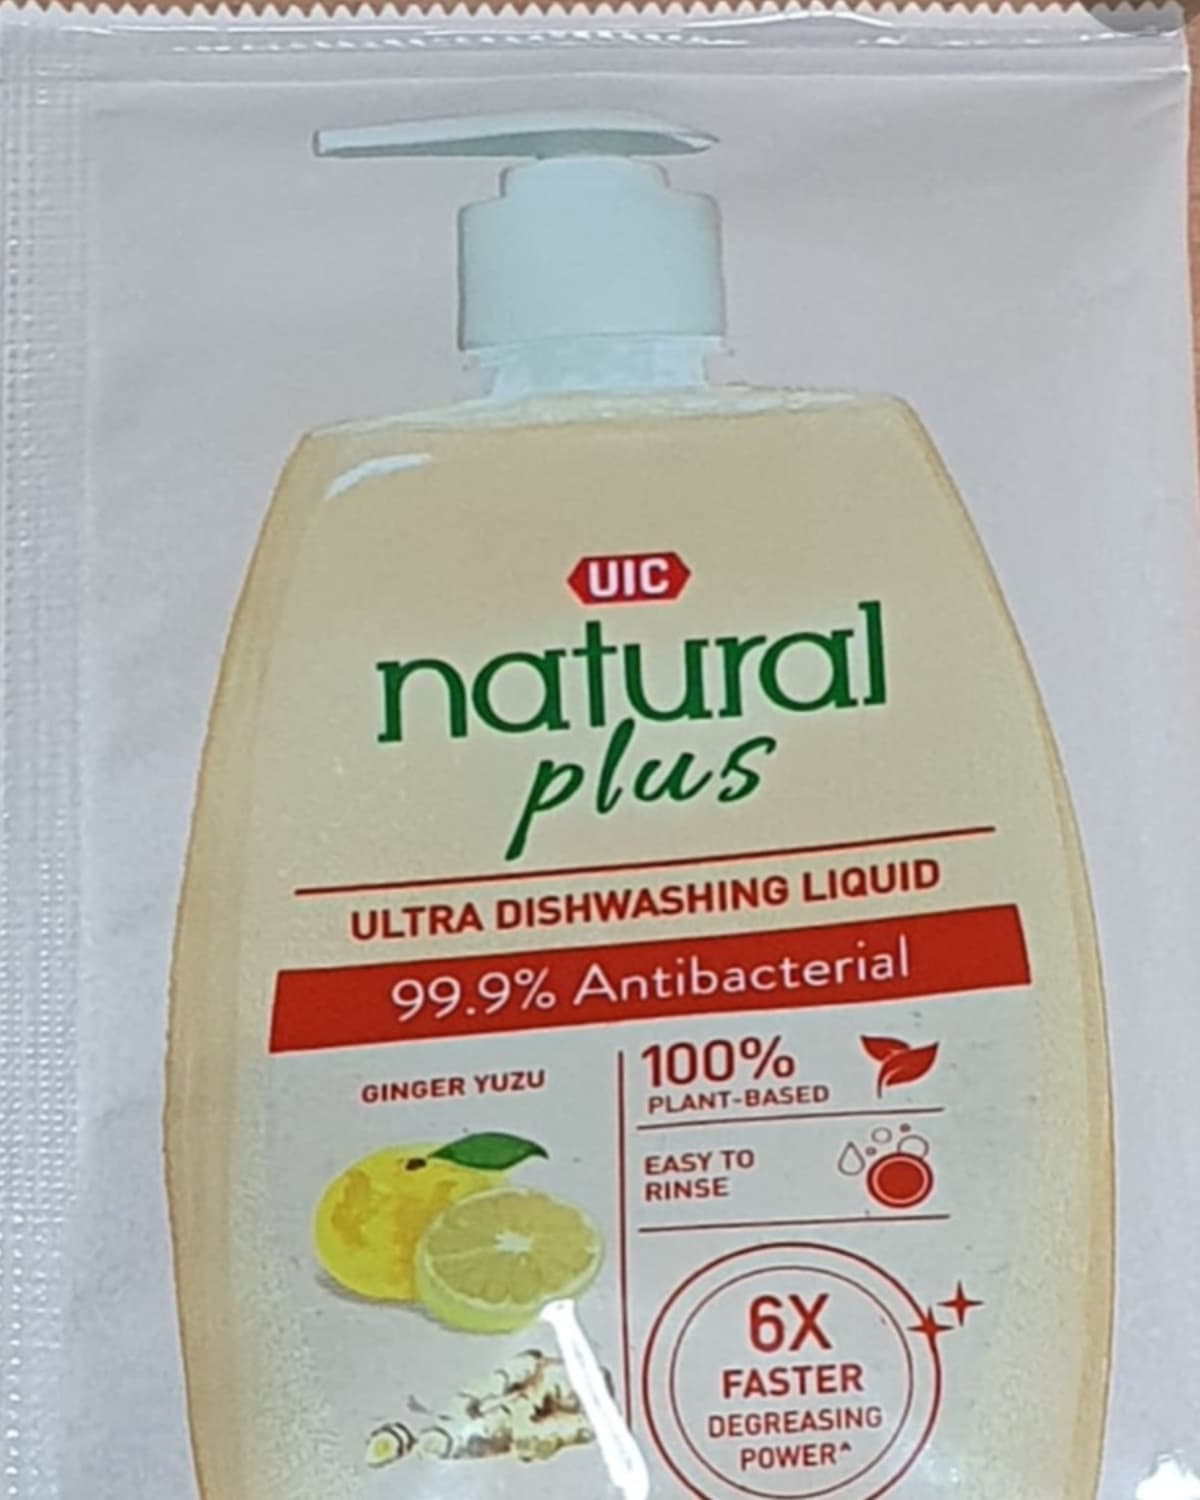 UIC
natural
plus
ULTRA DISHWASHING LIQUID
99.9% Antibacterial
GINGER YUZU
100%
PLANT-BASED
EASY TO
RINSE
6X
FASTER
DEGREASING
POWER^